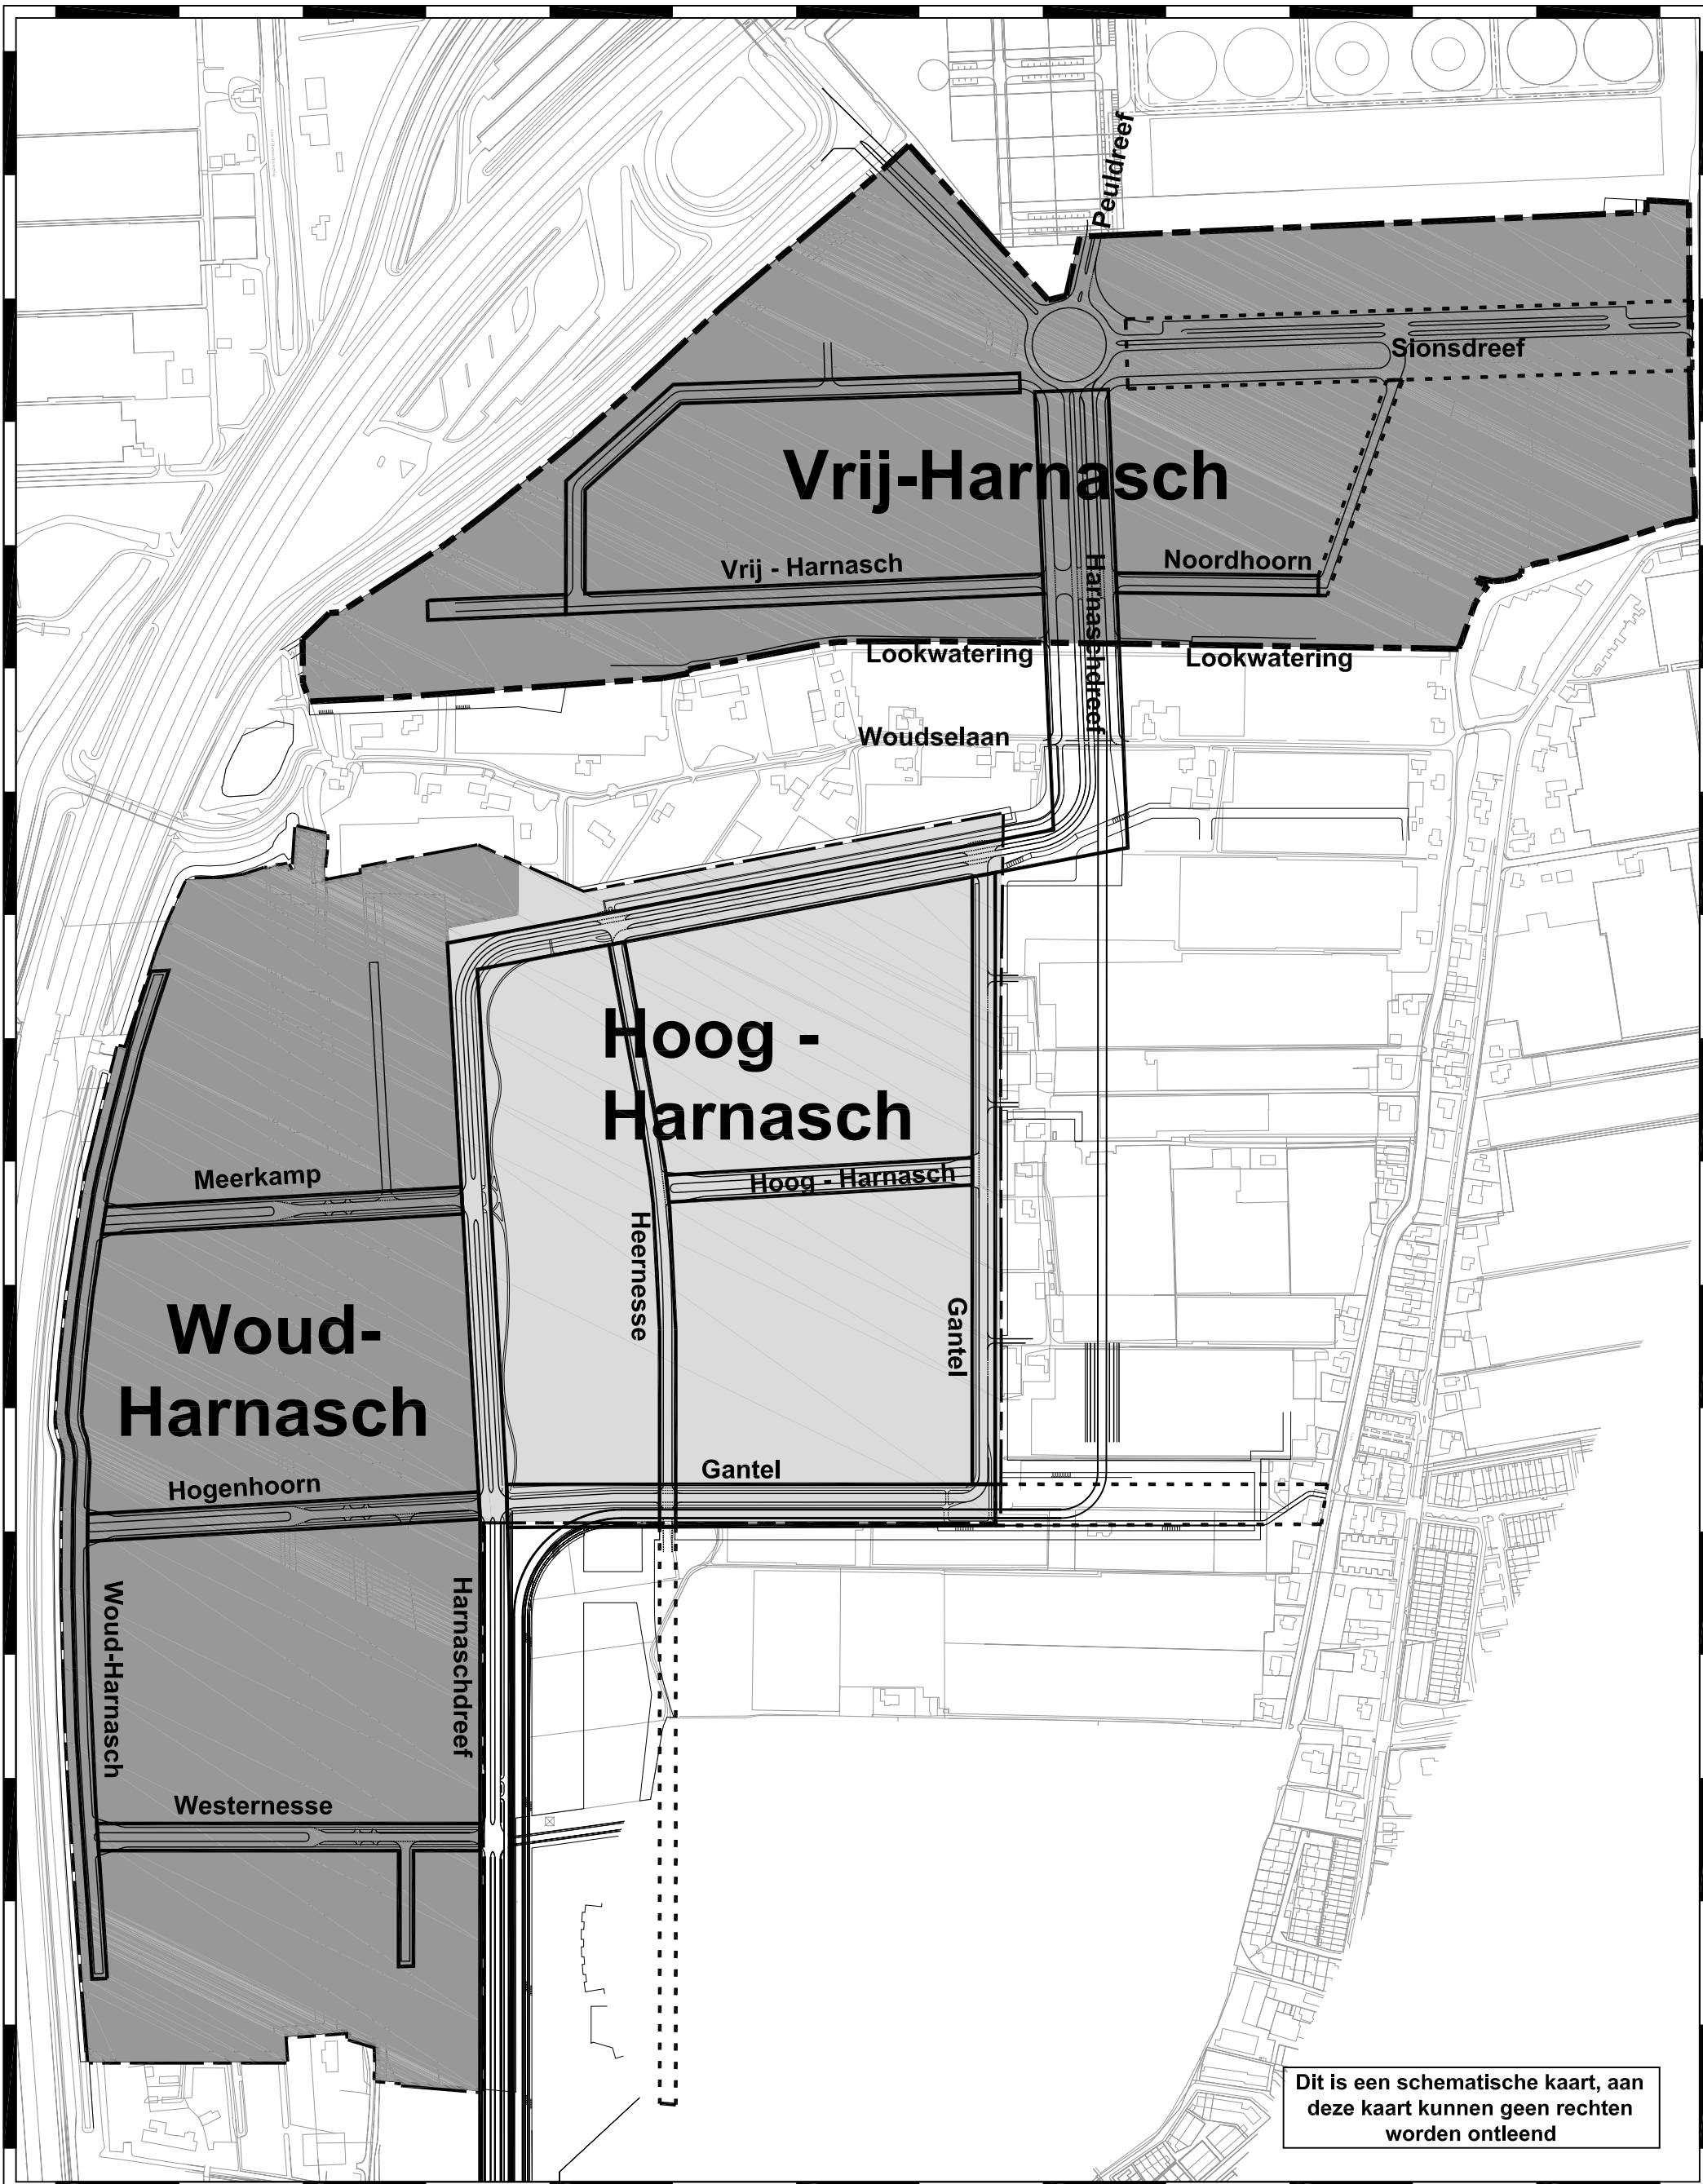 Peuldreef
Sionsdreef
Vrij-Harnasch
Vrij - Harnasch
Noordhoorn
Harnaschdreef
Lookwatering
Lookwatering
Woudselaan
Hoog -
Harnasch
Meerkamp
Hoog - Harnasch
Heernesse
Woud-
Harnasch
Gantel
Gantel
Hogenhoorn
Woud-Harnasch
Harnaschdreef
Westernesse
Dit is een schematische kaart, aan
deze kaart kunnen geen rechten
worden ontleend